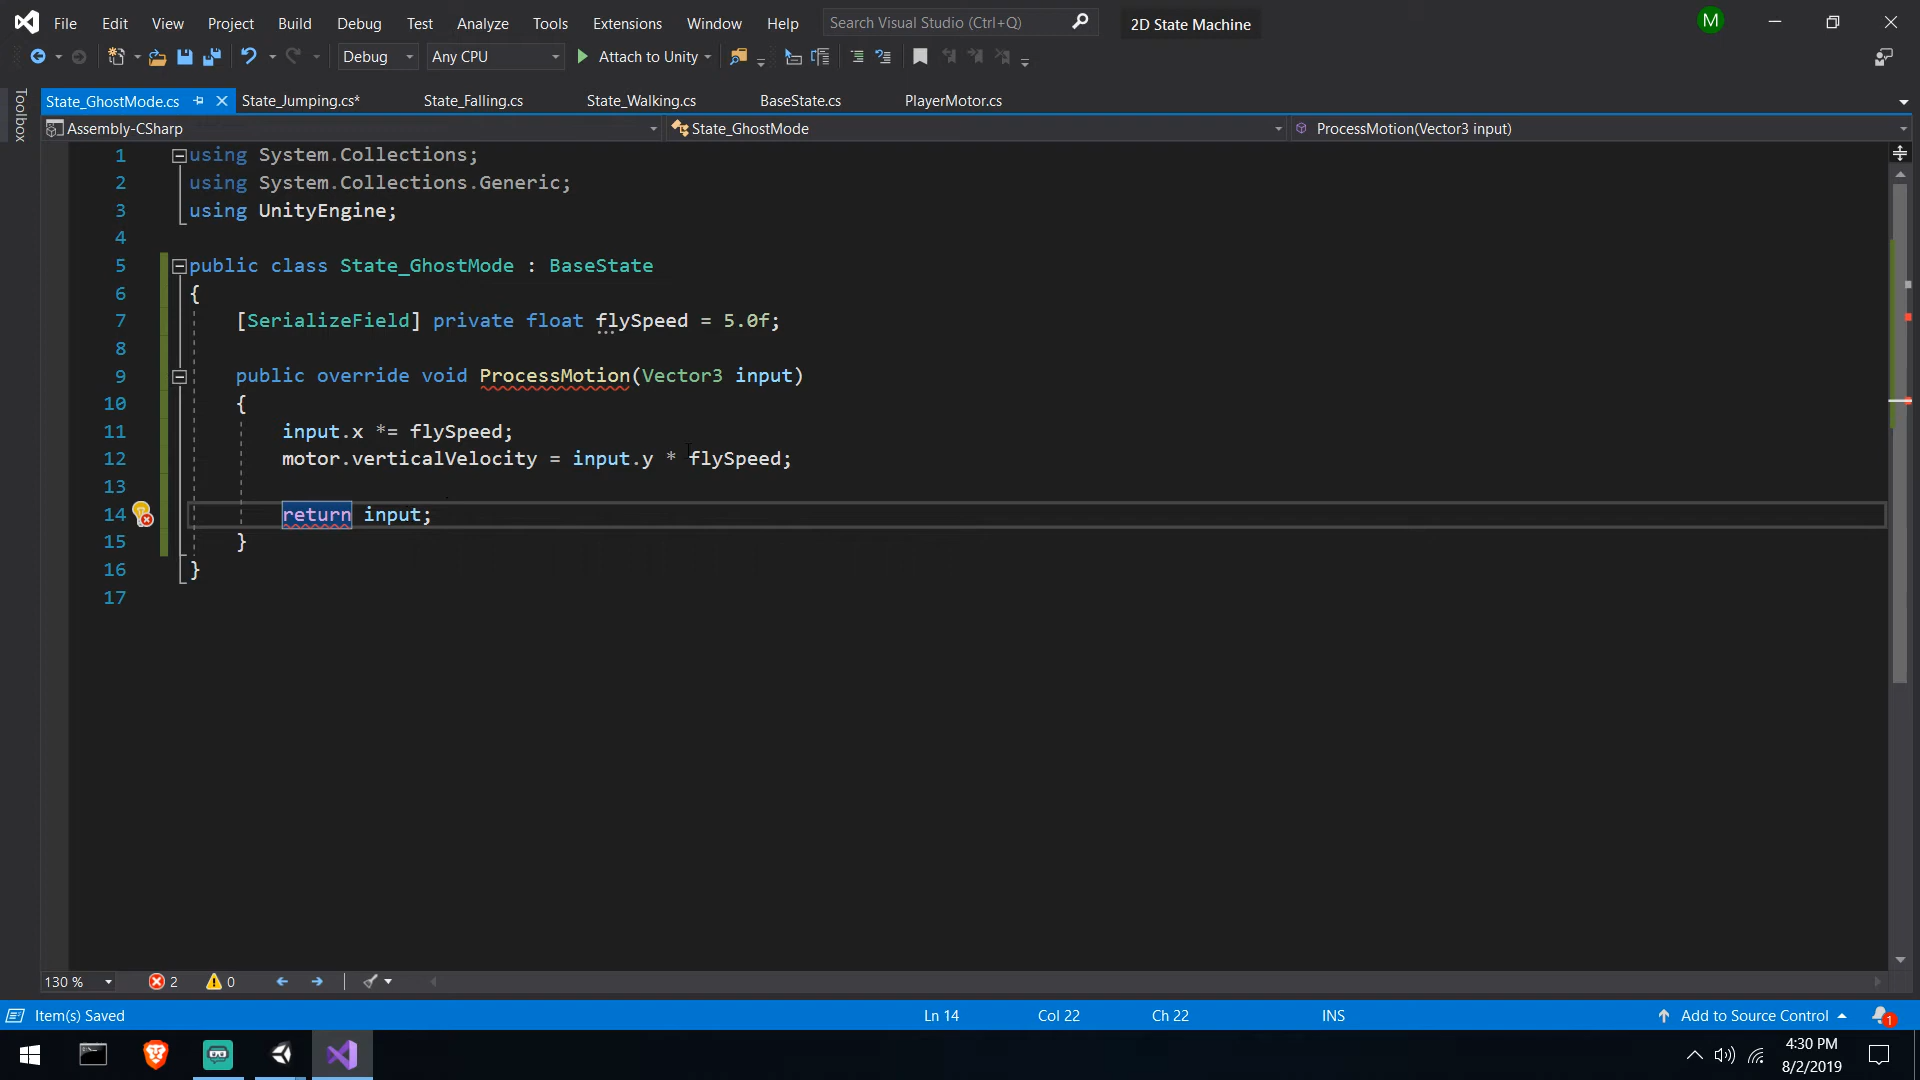 File Edit View Project Build Debug Test Analyze Tools Extensions Window Help Search Visual Studio (Ctrl+Q) 2D State Machine M
Debug Any CPU Attach to Unity
Toolbox
State_GhostMode.cs State_Jumping.cs* State_Falling.cs State_Walking.cs BaseState.cs PlayerMotor.cs
Assembly-CSharp State_GhostMode ProcessMotion(Vector3 input)
1 using System.Collections;
2 using System.Collections.Generic;
3 using UnityEngine;
4
5 public class State_GhostMode : BaseState
6 {
7 [SerializeField] private float flySpeed = 5.0f;
8
9 public override void ProcessMotion(Vector3 input)
10 {
11 input.x *= flySpeed;
12 motor.verticalVelocity = input.y * flySpeed;
13
14 return input;
15 }
16 }
17
130 % 2 0
Item(s) Saved Ln 14 Col 22 Ch 22 INS Add to Source Control 1
4:30 PM
8/2/2019